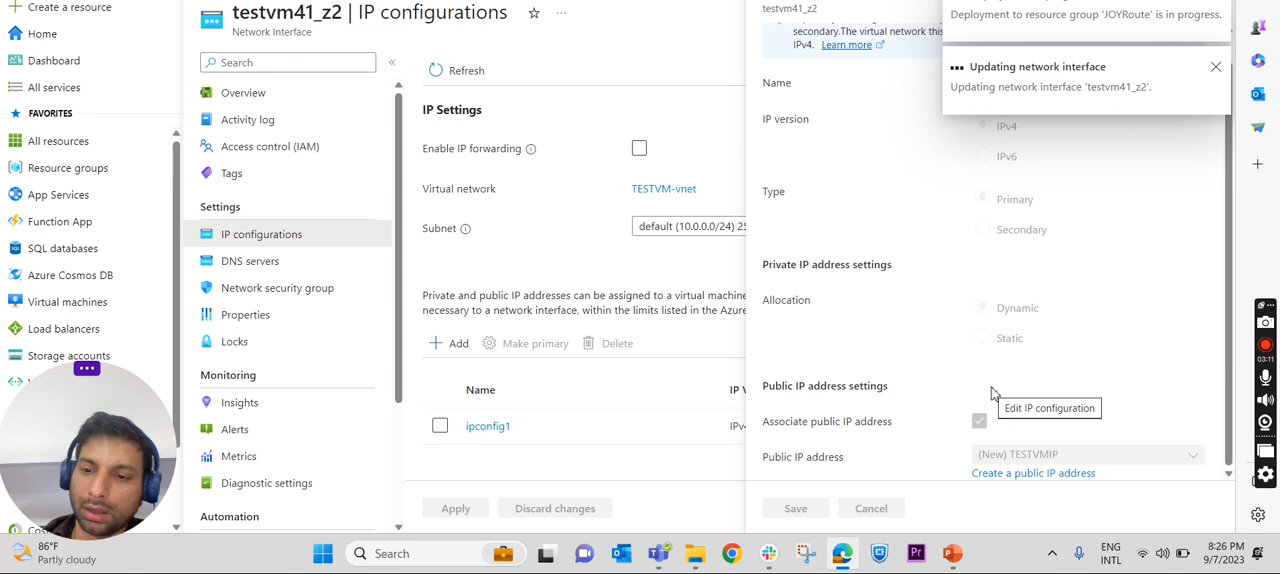 Create a resource
Home
Dashboard
All services
FAVORITES
All resources
Resource groups
App Services
Function App
SQL databases
Azure Cosmos DB
Virtual machines
Load balancers
Storage accounts
testvm41_z2 | IP configurations
Network Interface
Search
Overview
Activity log
Access control (IAM)
Tags
Settings
IP configurations
DNS servers
Network security group
Properties
Locks
Monitoring
Insights
Alerts
Metrics
Diagnostic settings
Automation
Refresh
IP Settings
Enable IP forwarding
Virtual network
TESTVM-vnet
Subnet
default (10.0.0.0/24) 25
Private and public IP addresses can be assigned to a virtual machine
necessary to a network interface, within the limits listed in the Azure
Add
Make primary
Delete
Name
IP V
ipconfig1
IPv4
Apply
Discard changes
testvm41_z2
secondary.The virtual network this
IPv4. Learn more
Name
IP version
IPv4
IPv6
Type
Primary
Secondary
Private IP address settings
Allocation
Dynamic
Static
Public IP address settings
Edit IP configuration
Associate public IP address
Public IP address
(New) TESTVMIP
Create a public IP address
Save
Cancel
Deployment to resource group 'JOYRoute' is in progress.
Updating network interface
Updating network interface 'testvm41_z2'.
03:11
86°F
Partly cloudy
Search
Pr
ENG
INTL
8:26 PM
9/7/2023